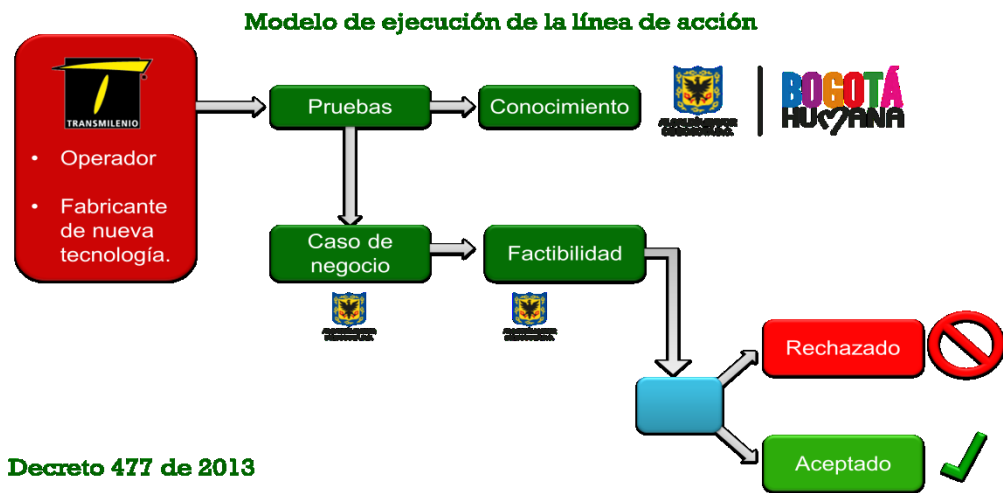 Modelo de ejecución de la línea de acción
TRANSMILENIO
• Operador
• Fabricante
de nueva
tecnología.
Pruebas
Conocimiento
BOGOTÁ
HUMANA
Caso de
negocio
Factibilidad
Rechazado
Aceptado
Decreto 477 de 2013